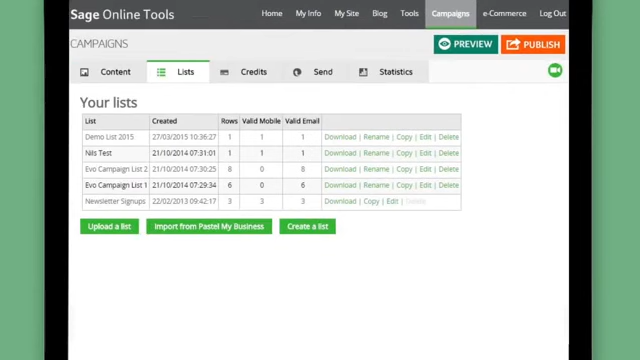 Sage Online Tools Home My Info My Site Blog Tools Campaigns e-Commerce Log Out
CAMPAIGNS PREVIEW PUBLISH
Content Lists Credits Send Statistics
Your lists
List Created Rows Valid Mobile Valid Email
Demo List 2015 27/03/2015 10:36:27 1 1 1 Download | Rename | Copy | Edit | Delete
Nils Test 21/10/2014 07:31:01 1 1 1 Download | Rename | Copy | Edit | Delete
Evo Campaign List 2 21/10/2014 07:30:25 8 0 8 Download | Rename | Copy | Edit | Delete
Evo Campaign List 1 21/10/2014 07:29:34 6 0 6 Download | Rename | Copy | Edit | Delete
Newsletter Signups 22/02/2013 09:42:17 3 3 3 Download | Copy | Edit | Delete
Upload a list Import from Pastel My Business Create a list